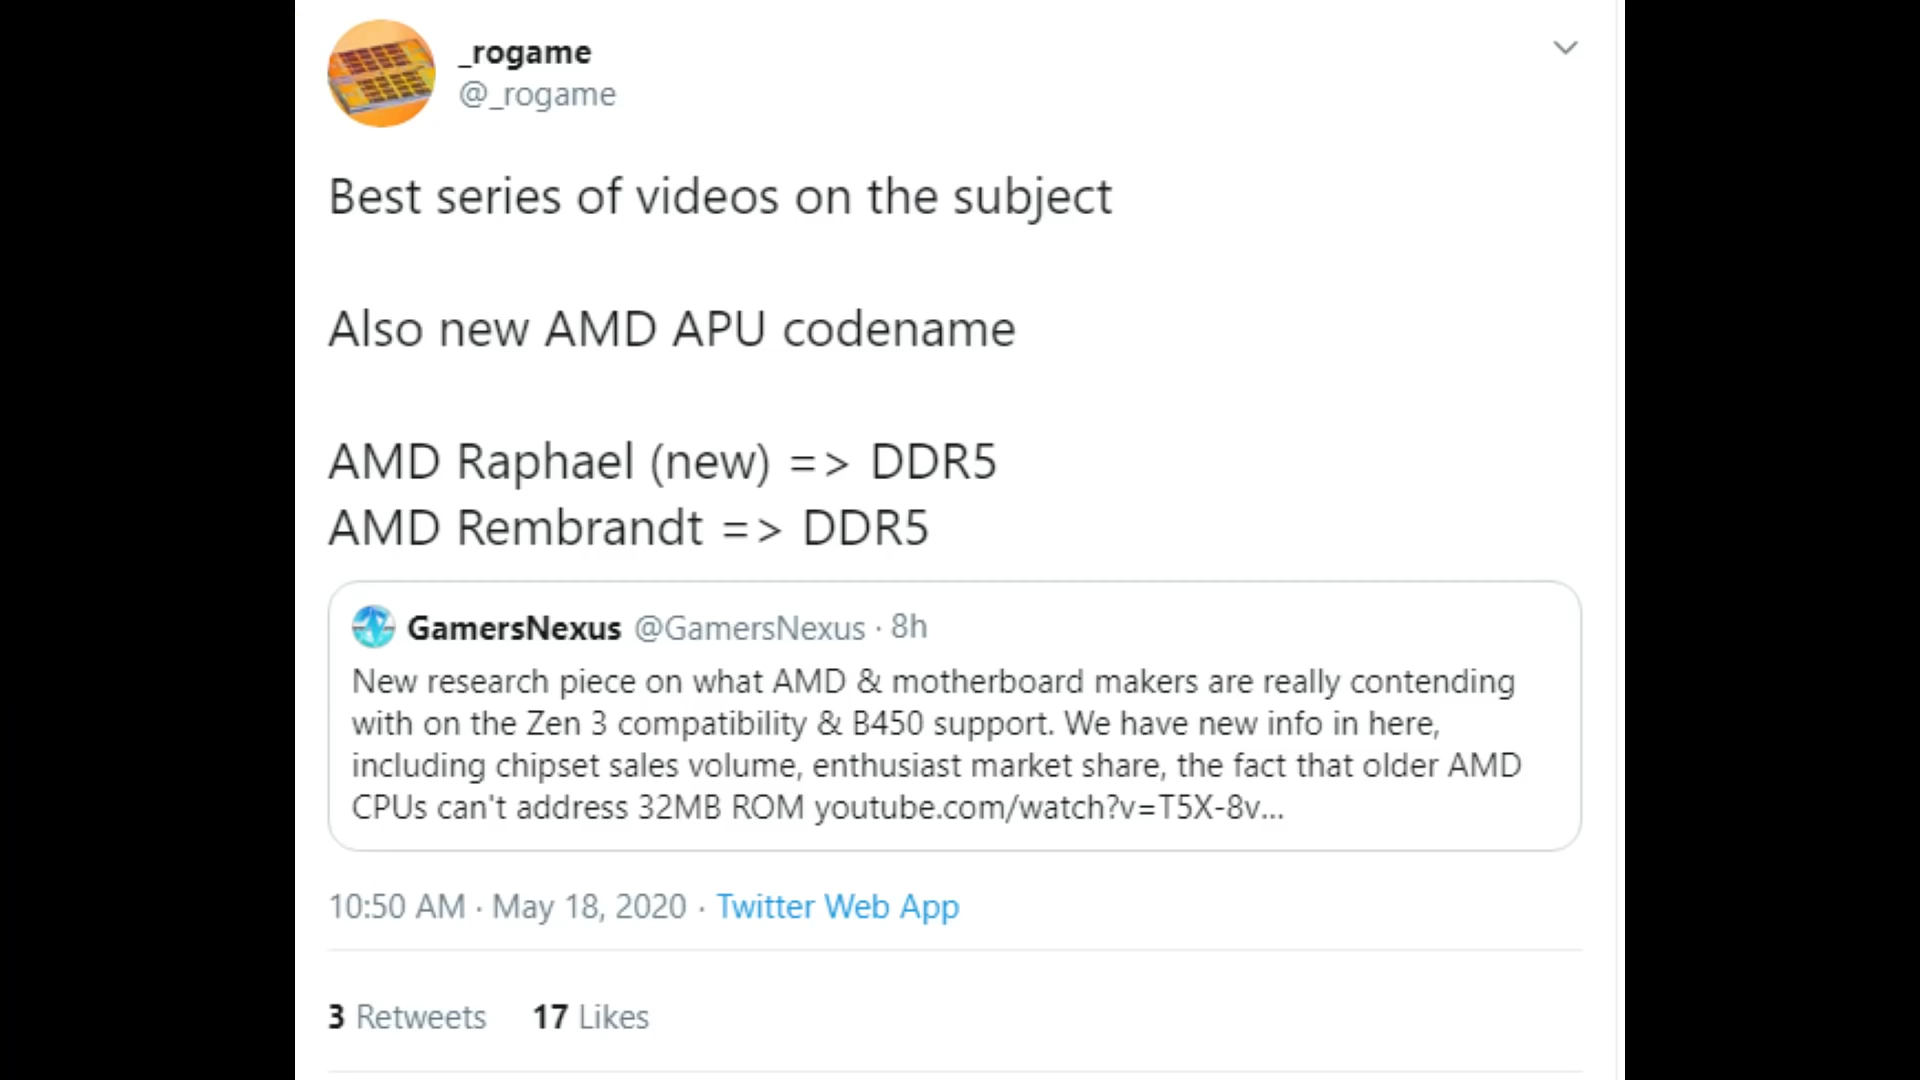 _rogame
@_rogame
Best series of videos on the subject
Also new AMD APU codename
AMD Raphael (new) => DDR5
AMD Rembrandt => DDR5
GamersNexus @GamersNexus · 8h
New research piece on what AMD & motherboard makers are really contending
with on the Zen 3 compatibility & B450 support. We have new info in here,
including chipset sales volume, enthusiast market share, the fact that older AMD
CPUs can't address 32MB ROM youtube.com/watch?v=T5X-8v...
10:50 AM · May 18, 2020 · Twitter Web App
3 Retweets 17 Likes